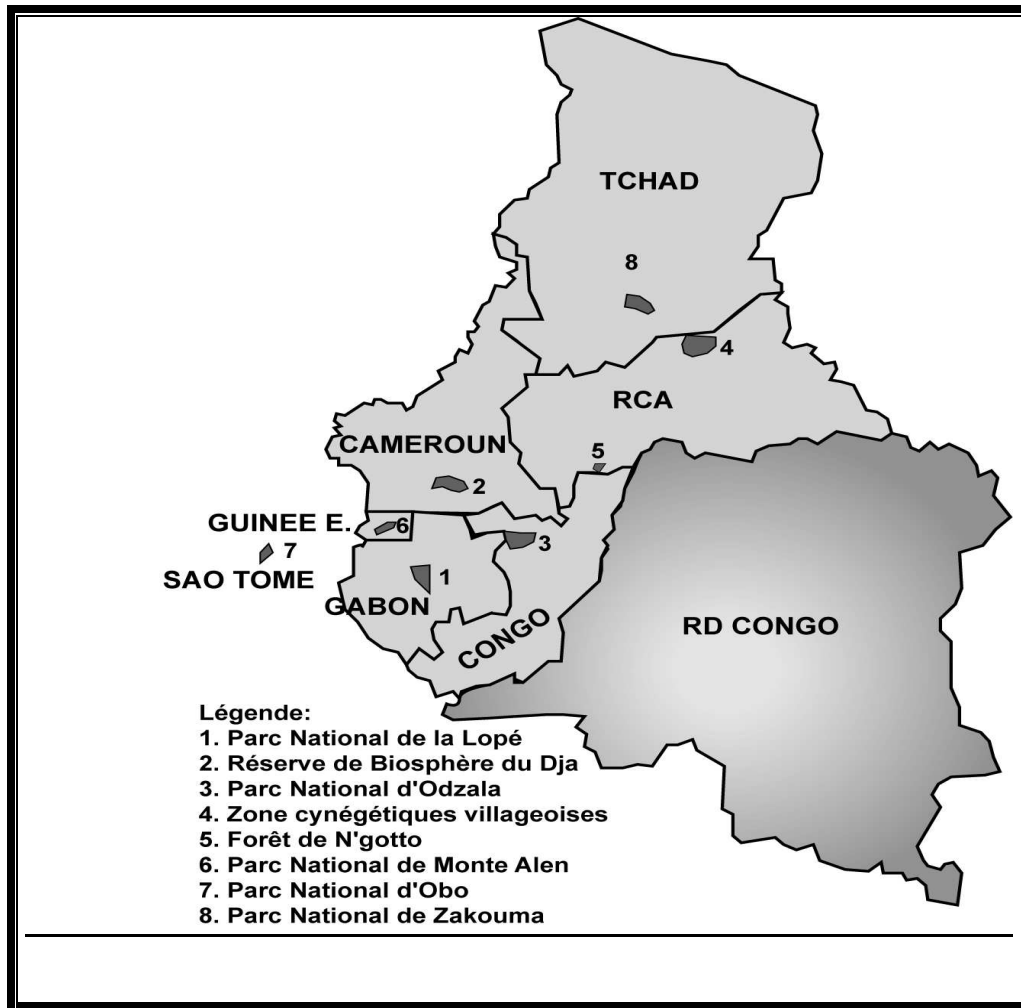 TCHAD
8
4
RCA
CAMEROUN
5
2
GUINEE E.
6
7
3
SAO TOME
1
GABON
CONGO
RD CONGO
Légende:
1. Parc National de la Lopé
2. Réserve de Biosphère du Dja
3. Parc National d'Odzala
4. Zone cynégétiques villageoises
5. Forêt de N'gotto
6. Parc National de Monte Alen
7. Parc National d'Obo
8. Parc National de Zakouma